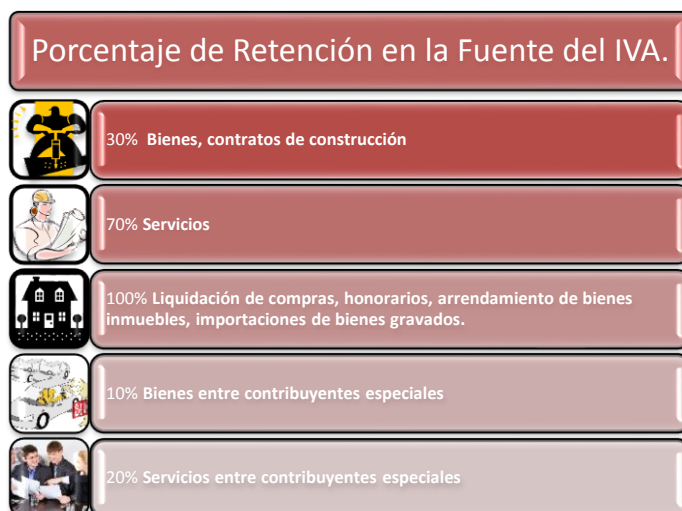 Porcentaje de Retención en la Fuente del IVA.
30% Bienes, contratos de construcción
70% Servicios
100% Liquidación de compras, honorarios, arrendamiento de bienes
inmuebles, importaciones de bienes gravados.
10% Bienes entre contribuyentes especiales
20% Servicios entre contribuyentes especiales